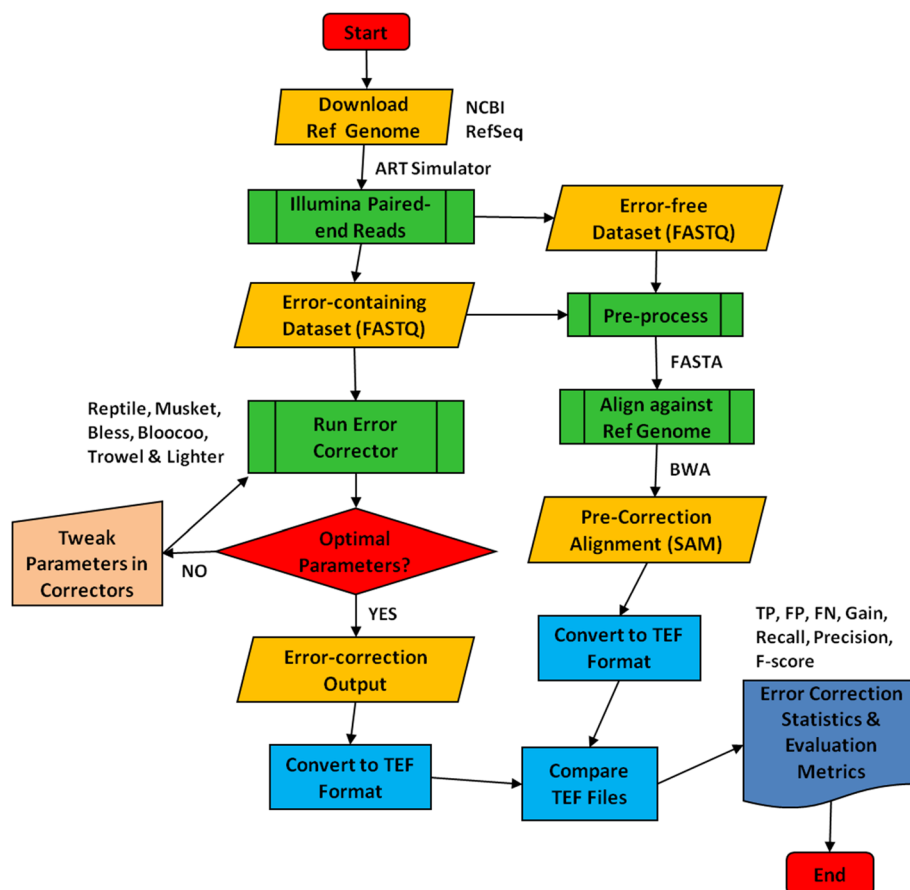 Start
Download
Ref Genome
NCBI
RefSeq
ART Simulator
Illumina Paired-
end Reads
Error-free
Dataset (FASTQ)
Error-containing
Dataset (FASTQ)
Pre-process
FASTA
Reptile, Musket,
Bless, Bloocoo,
Trowel & Lighter
Run Error
Corrector
Align against
Ref Genome
BWA
Tweak
Parameters in
Correctors
NO
Optimal
Parameters?
YES
Pre-Correction
Alignment (SAM)
Error-correction
Output
Convert to TEF
Format
TP, FP, FN, Gain,
Recall, Precision,
F-score
Convert to TEF
Format
Compare
TEF Files
Error Correction
Statistics &
Evaluation
Metrics
End